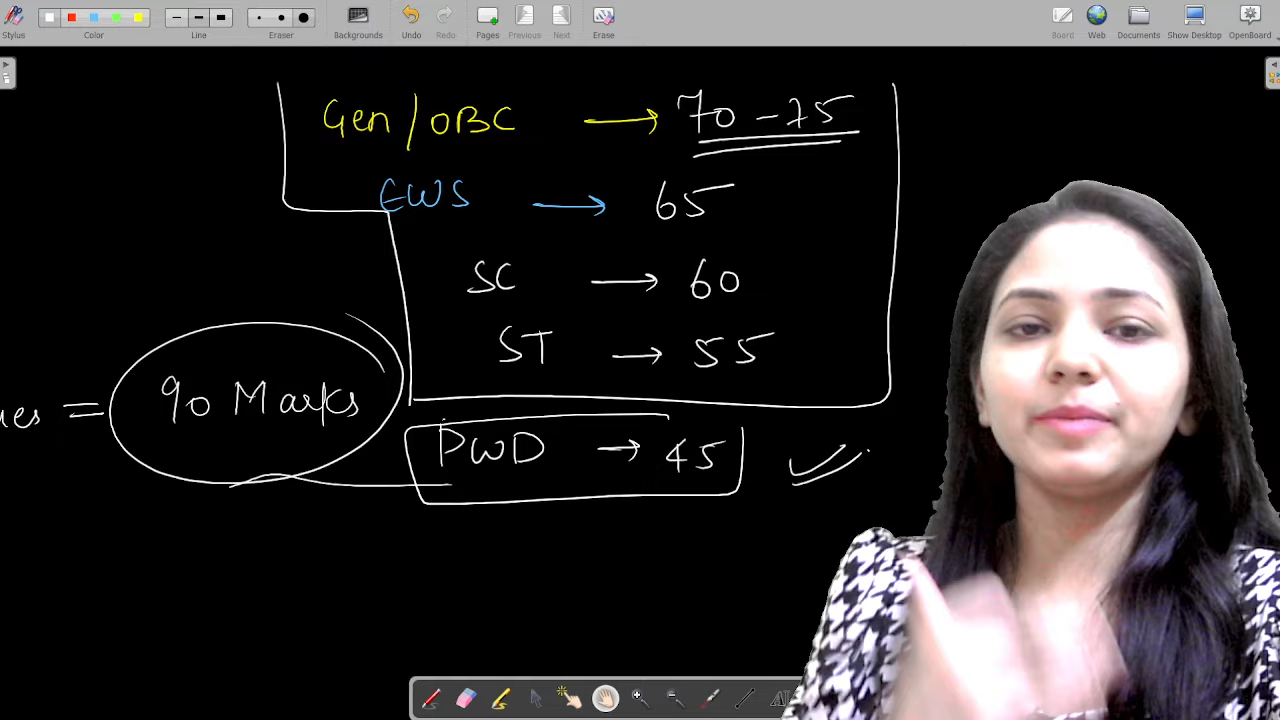 Stylus Color Line Eraser Backgrounds Undo Redo Pages Previous Next Erase Board Web Documents Show Desktop OpenBoard
Gen/OBC → 70-75
EWS → 65
SC → 60
ST → 55
= 90 Marks
PWD → 45